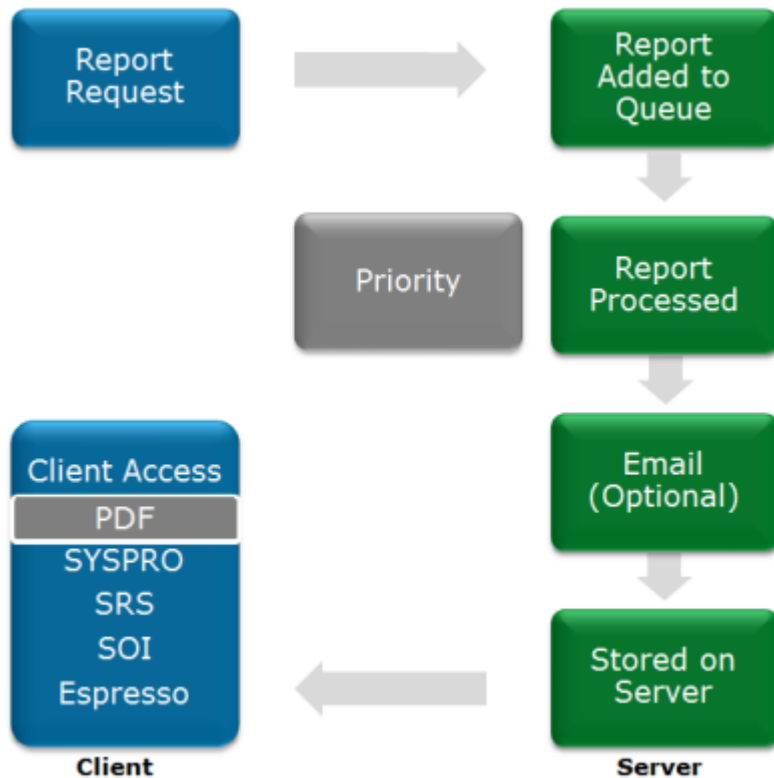 Report
Request
Report
Added to
Queue
Priority
Report
Processed
Email
(Optional)
Client Access
PDF
SYSPRO
SRS
SOI
Espresso
Stored on
Server
Client
Server